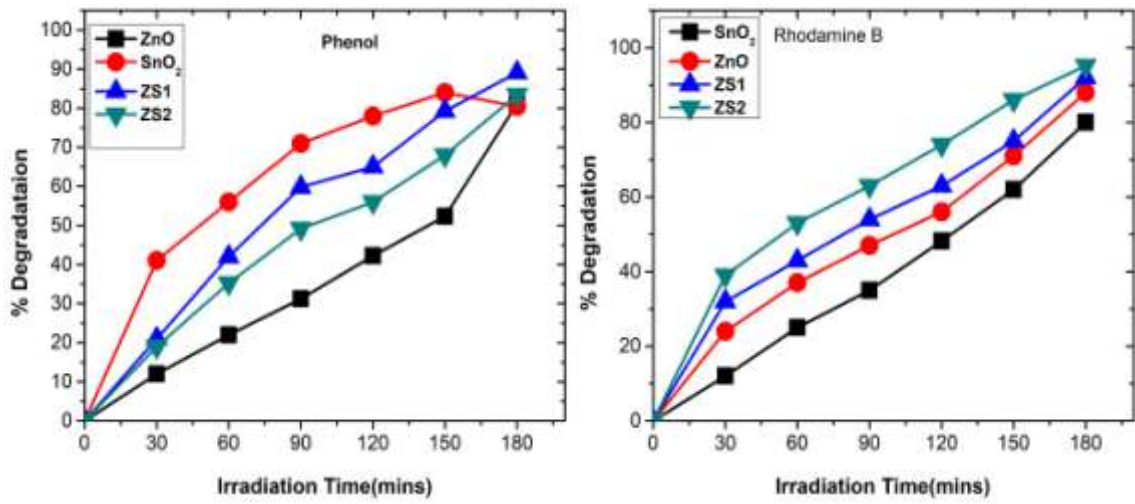 100
90
80
70
60
50
40
30
20
10
0
ZnO
SnO₂
ZS1
ZS2
Phenol
% Degradataion
0 30 60 90 120 150 180
Irradiation Time(mins)
100
80
60
40
20
0
SnO₂
ZnO
ZS1
ZS2
Rhodamine B
% Degradation
0 30 60 90 120 150 180
Irradiation Time(mins)